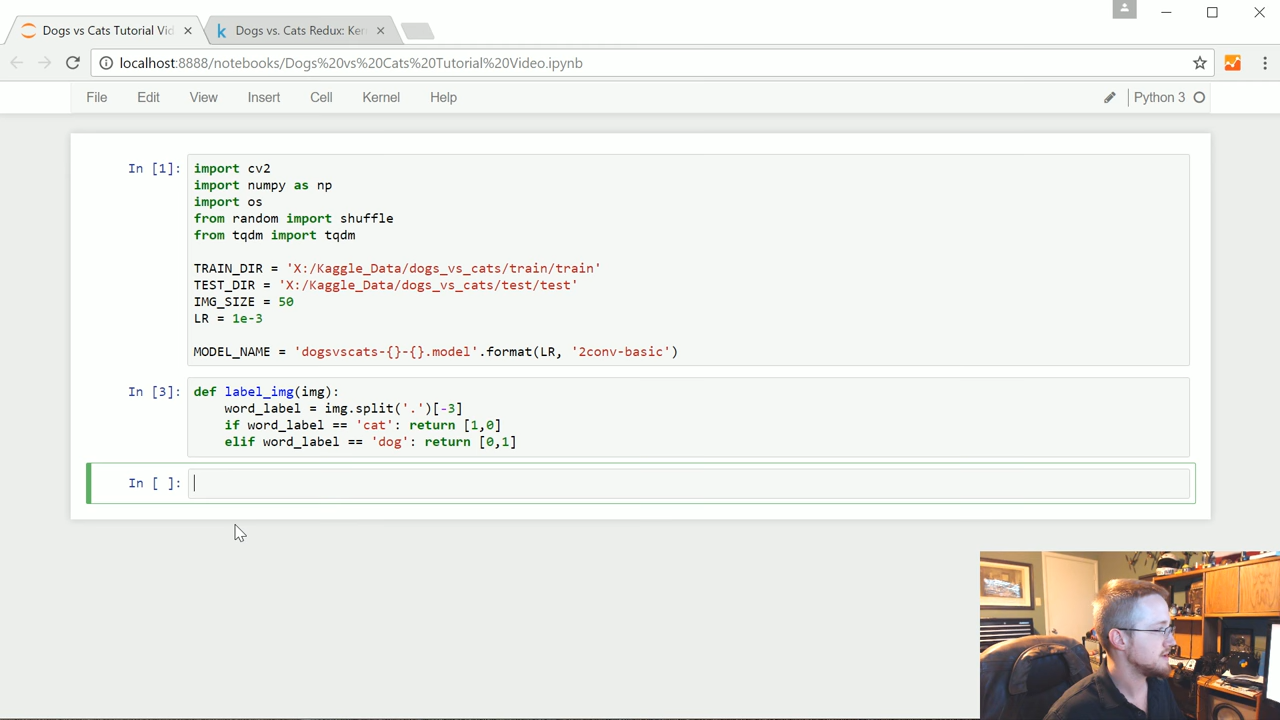 Dogs vs Cats Tutorial Vid
Dogs vs. Cats Redux: Ker
localhost:8888/notebooks/Dogs%20vs%20Cats%20Tutorial%20Video.ipynb
File Edit View Insert Cell Kernel Help Python 3
In [1]: import cv2
import numpy as np
import os
from random import shuffle
from tqdm import tqdm
TRAIN_DIR = 'X:/Kaggle_Data/dogs_vs_cats/train/train'
TEST_DIR = 'X:/Kaggle_Data/dogs_vs_cats/test/test'
IMG_SIZE = 50
LR = 1e-3
MODEL_NAME = 'dogsvscats-{}-{}.model'.format(LR, '2conv-basic')
In [3]: def label_img(img):
    word_label = img.split('.')[-3]
    if word_label == 'cat': return [1,0]
    elif word_label == 'dog': return [0,1]
In [ ]: